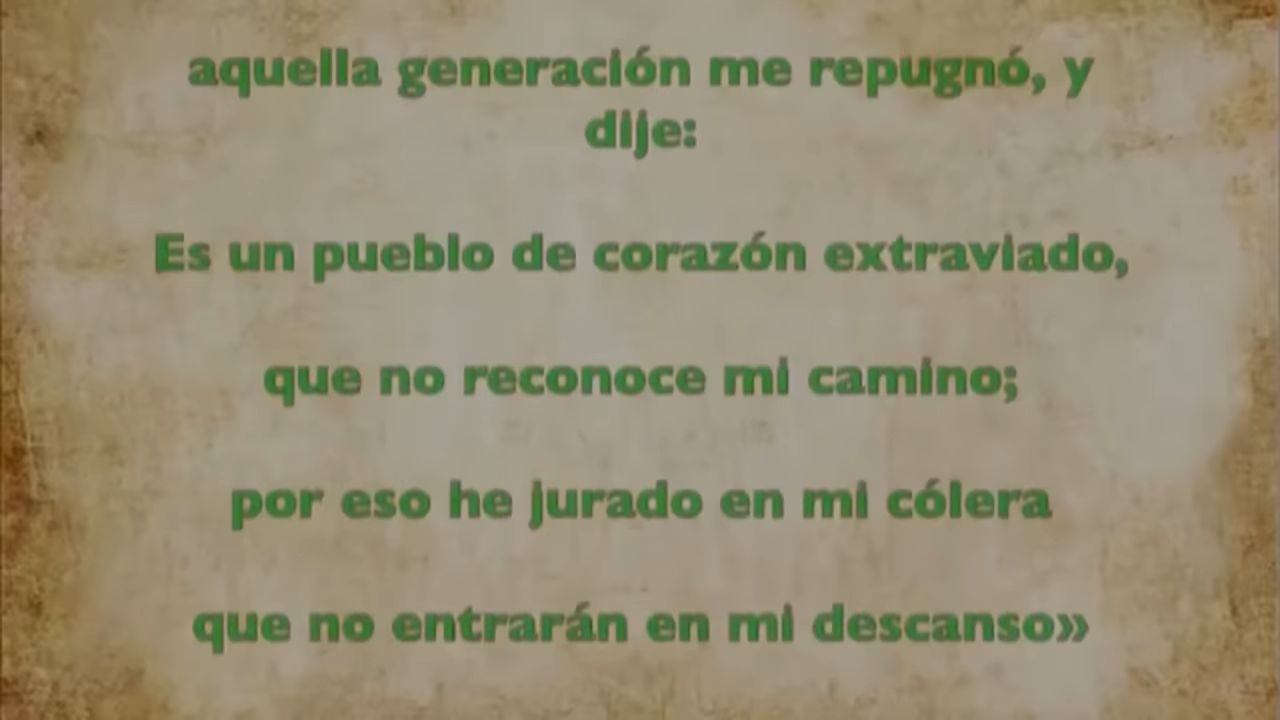 aquella generación me repugnó, y
dije:
Es un pueblo de corazón extraviado,
que no reconoce mi camino;
por eso he jurado en mi cólera
que no entrarán en mi descanso»